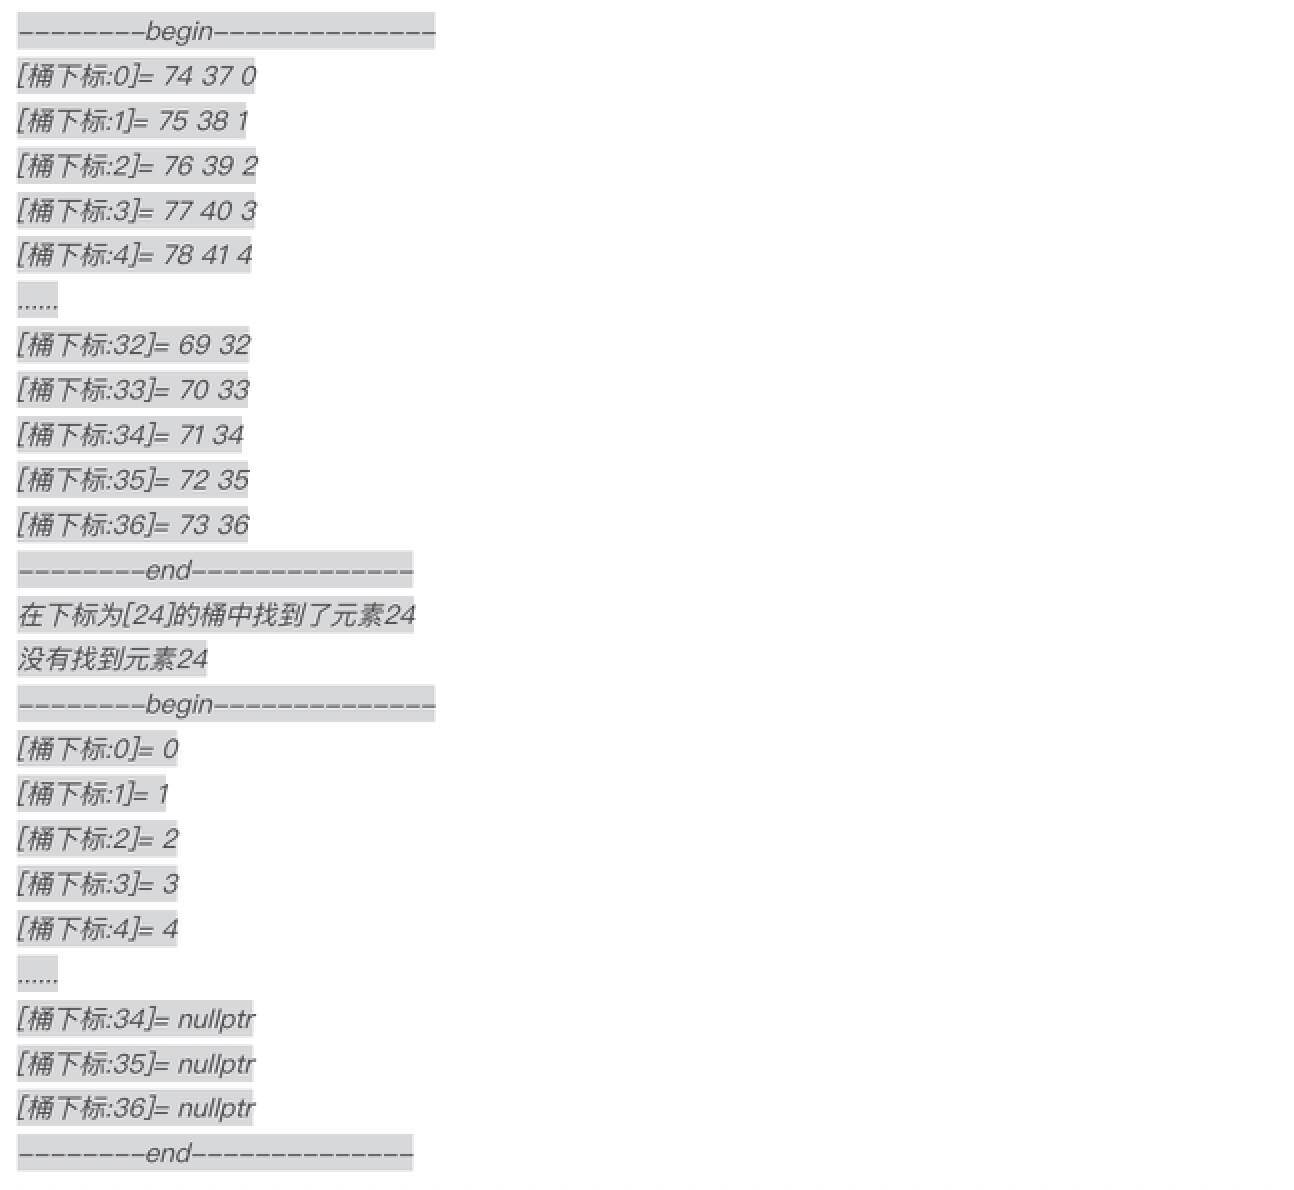 --------begin--------------
[桶下标:0]= 74 37 0
[桶下标:1]= 75 38 1
[桶下标:2]= 76 39 2
[桶下标:3]= 77 40 3
[桶下标:4]= 78 41 4
......
[桶下标:32]= 69 32
[桶下标:33]= 70 33
[桶下标:34]= 71 34
[桶下标:35]= 72 35
[桶下标:36]= 73 36
--------end--------------
在下标为[24]的桶中找到了元素24
没有找到元素24
--------begin--------------
[桶下标:0]= 0
[桶下标:1]= 1
[桶下标:2]= 2
[桶下标:3]= 3
[桶下标:4]= 4
......
[桶下标:34]= nullptr
[桶下标:35]= nullptr
[桶下标:36]= nullptr
--------end--------------